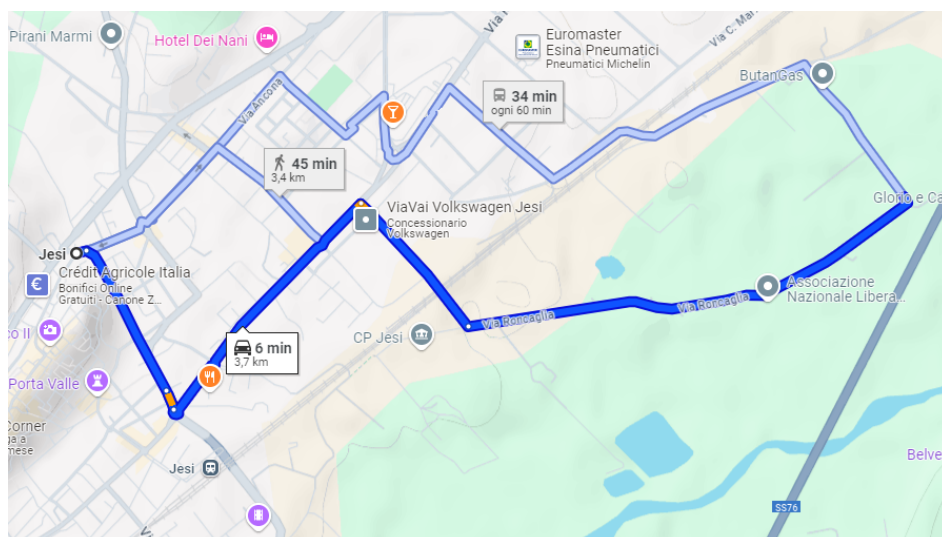 Pirani Marmi
Hotel Dei Nani
Via Ancona
Euromaster
Esina Pneumatici
Pneumatici Michelin
ButanGas
34 min
ogni 60 min
45 min
3,4 km
ViaVai Volkswagen Jesi
Concessionario
Volkswagen
Jesi
Crédit Agricole Italia
Bonifici Online
Gratuiti - Canone Z...
Associazione
Nazionale Libera...
Via Roncaglia
Via Roncaglia
CP Jesi
6 min
3,7 km
Porta Valle
Corner
Jesi
SS76